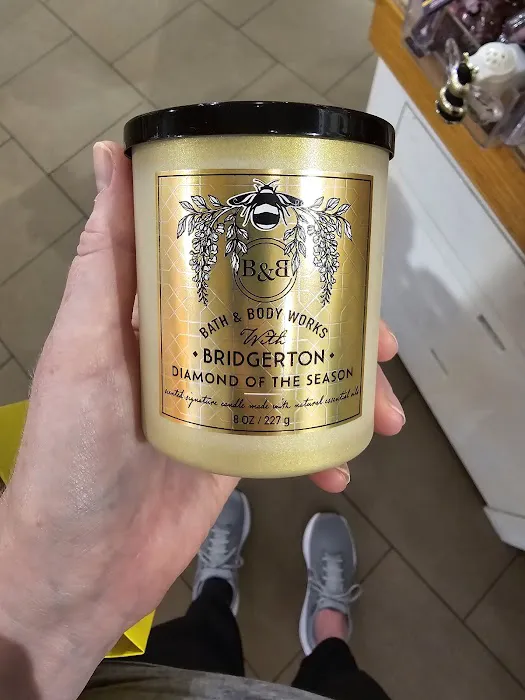 B&B
BATH & BODY WORKS
With
• BRIDGERTON •
DIAMOND OF THE SEASON
scented signature candle made with natural essential oils
8 OZ / 227 g